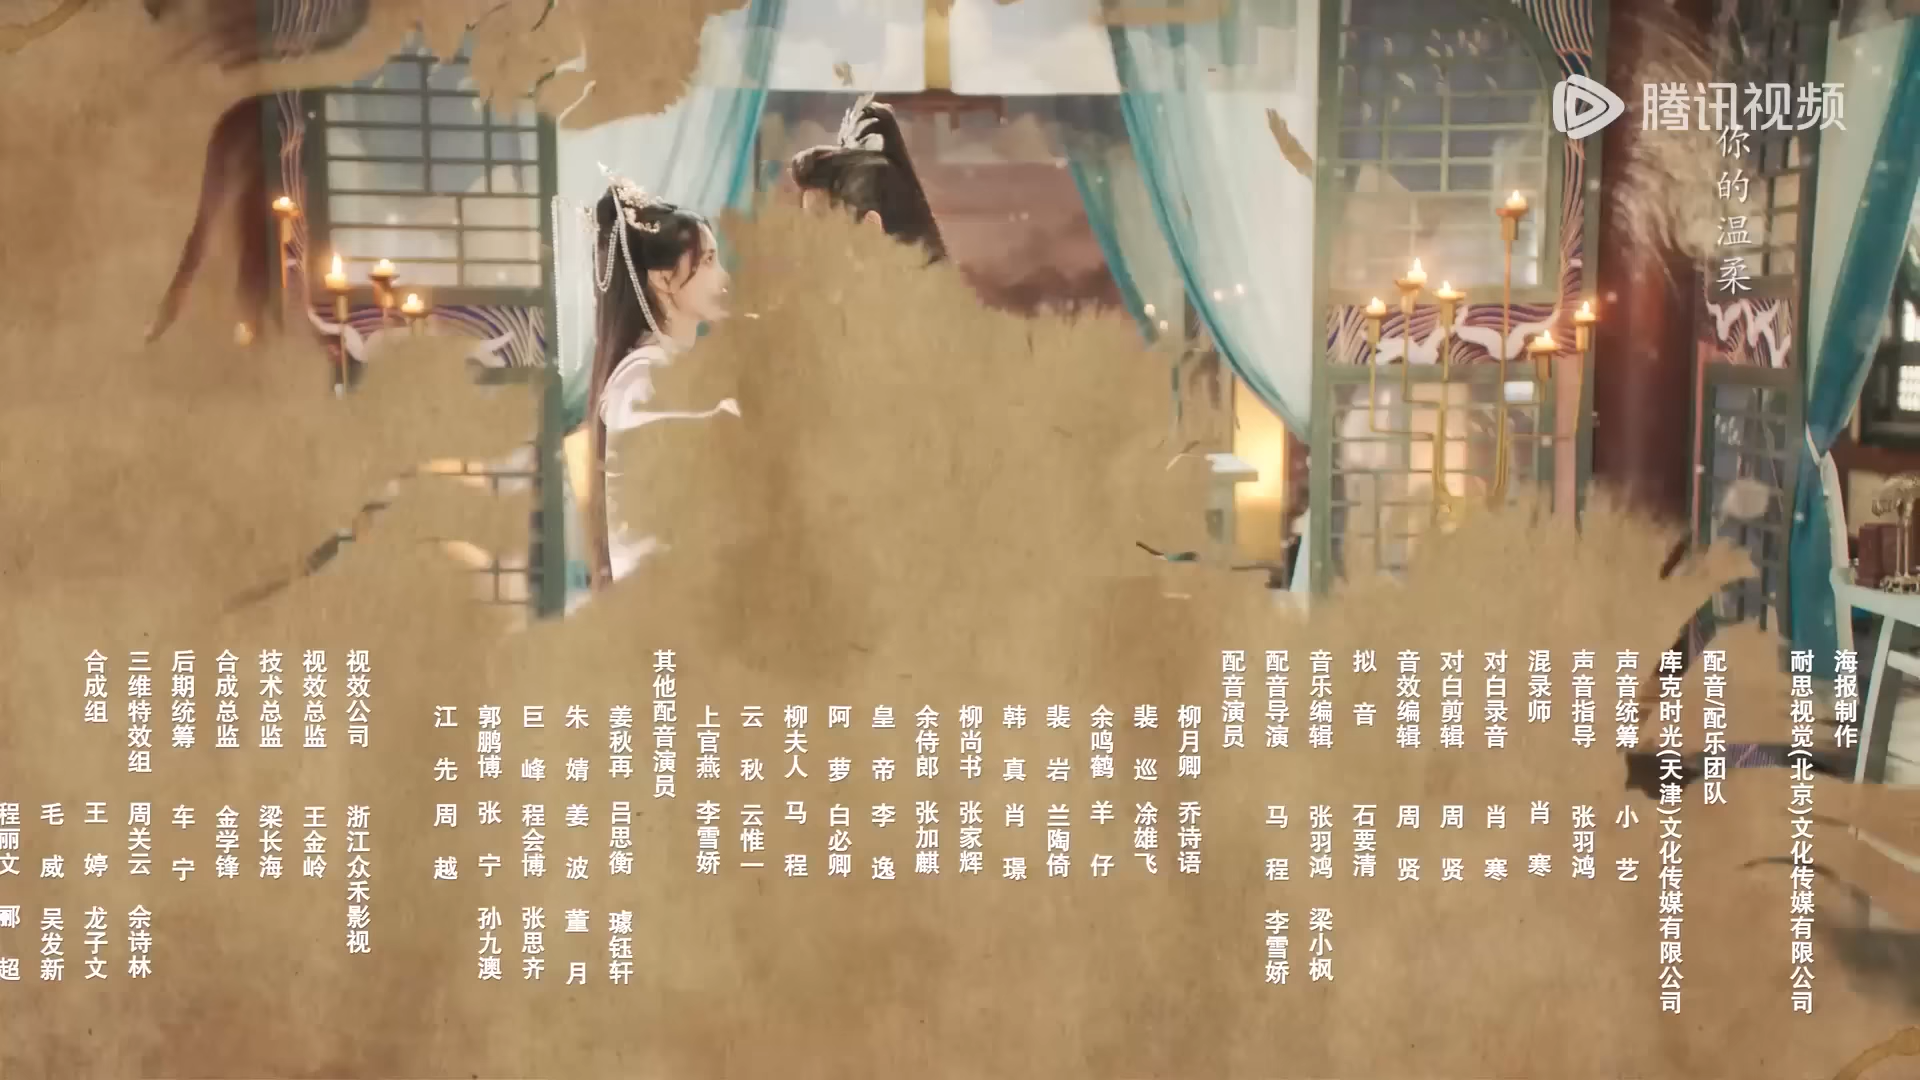 腾讯视频
你的温柔
海报制作
耐思视觉(北京)文化传媒有限公司
配音/配乐团队
库克时光(天津)文化传媒有限公司
声音统筹 小艺
声音指导 张羽鸿
混录师 肖寒
对白录音 肖寒
对白剪辑 周贤
音效编辑 周贤
拟音 石要清
音乐编辑 张羽鸿 梁小枫
配音导演 马程 李雪娇
配音演员
柳月卿 乔诗语
裴巡 凃雄飞
余鸣鹤 羊仔
裴岩 兰陶倚
韩真 肖璟
柳尚书 张家辉
余侍郎 张加麒
皇帝 李逸
阿萝 白必卿
柳夫人 马程
云秋 云惟一
上官燕 李雪娇
其他配音演员
姜秋再 吕思衡 璩钰轩
朱婧 姜波 董月
巨峰 程会博 张思齐
郭鹏博 张宁 孙九澳
江先 周越
视效公司 浙江众禾影视
视效总监 王金岭
技术总监 梁长海
合成总监 金学锋
后期统筹 车宁
三维特效组 周关云 佘诗林
合成组 王婷 龙子文
毛威 吴发新
程丽文 郦超